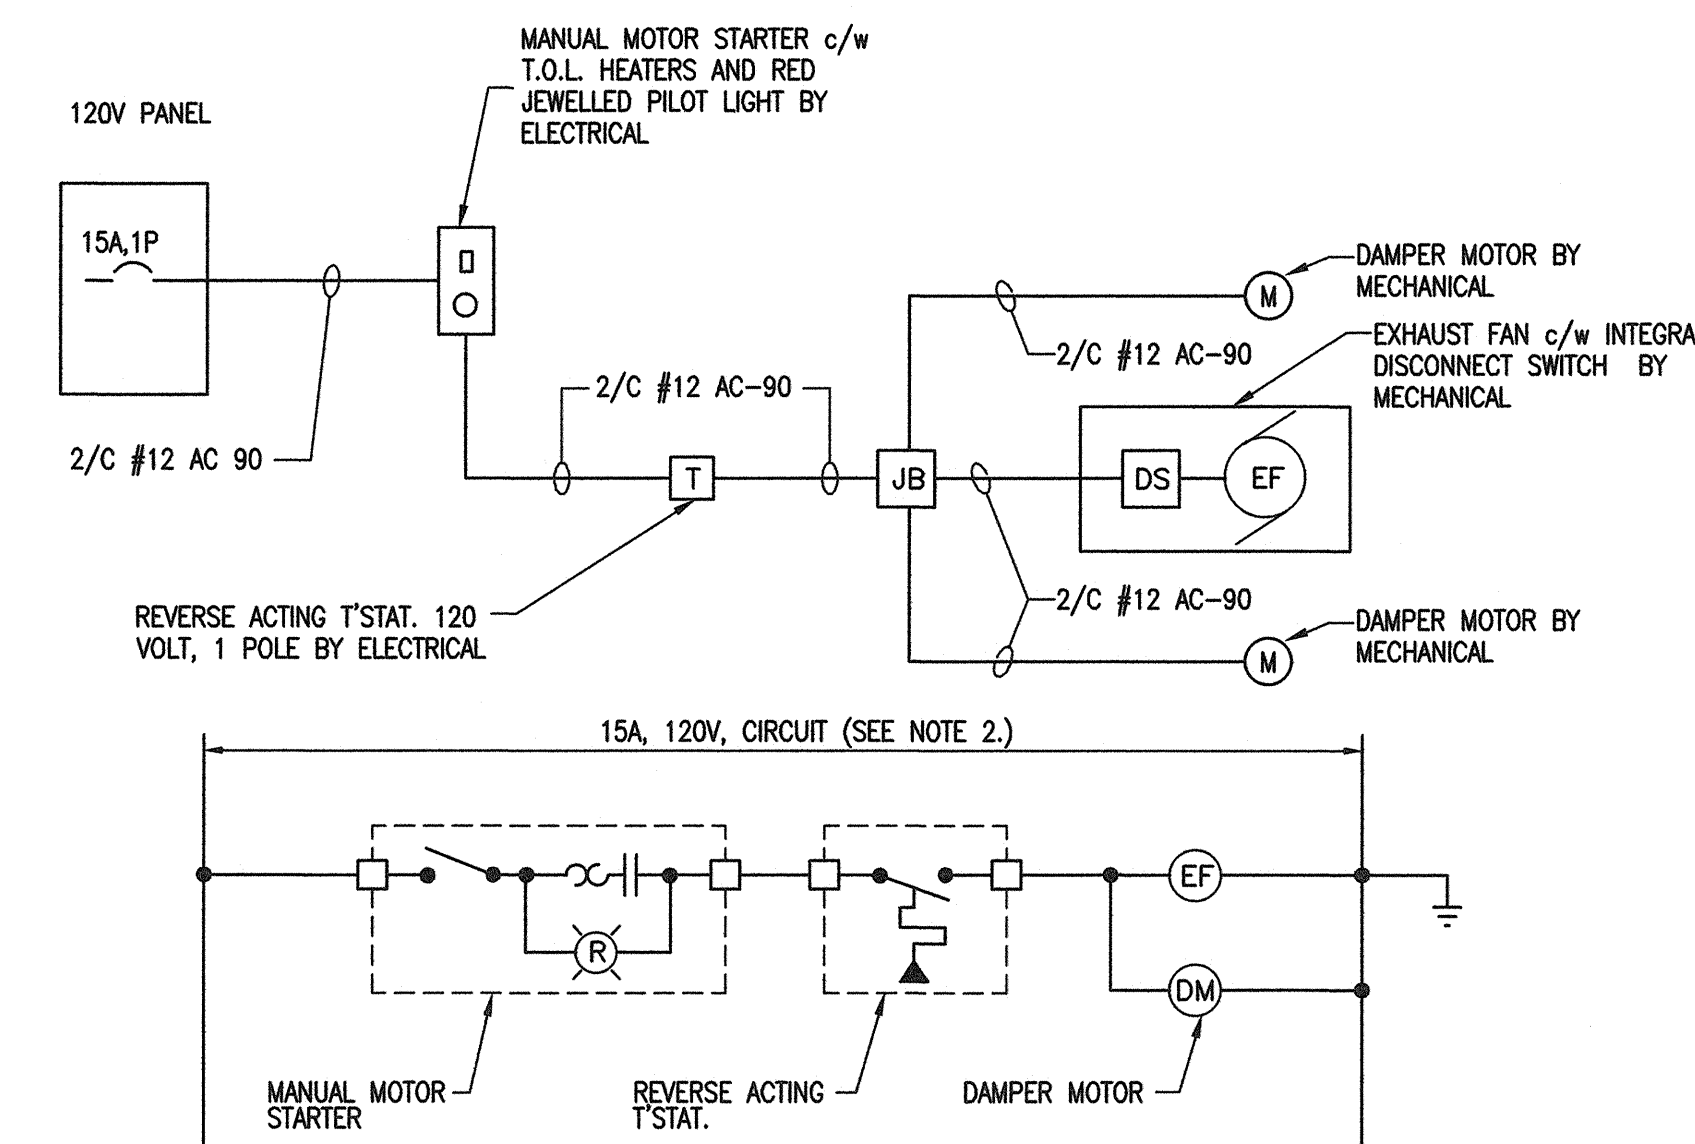 MANUAL MOTOR STARTER c/w
T.O.L. HEATERS AND RED
JEWELLED PILOT LIGHT BY
ELECTRICAL
120V PANEL
15A,1P
2/C #12 AC 90
2/C #12 AC-90
T
REVERSE ACTING T'STAT. 120
VOLT, 1 POLE BY ELECTRICAL
JB
M
DAMPER MOTOR BY
MECHANICAL
2/C #12 AC-90
EXHAUST FAN c/w INTEGRA
DISCONNECT SWITCH BY
MECHANICAL
DS
EF
2/C #12 AC-90
M
DAMPER MOTOR BY
MECHANICAL
15A, 120V, CIRCUIT (SEE NOTE 2.)
R
EF
DM
MANUAL MOTOR
STARTER
REVERSE ACTING
T'STAT.
DAMPER MOTOR